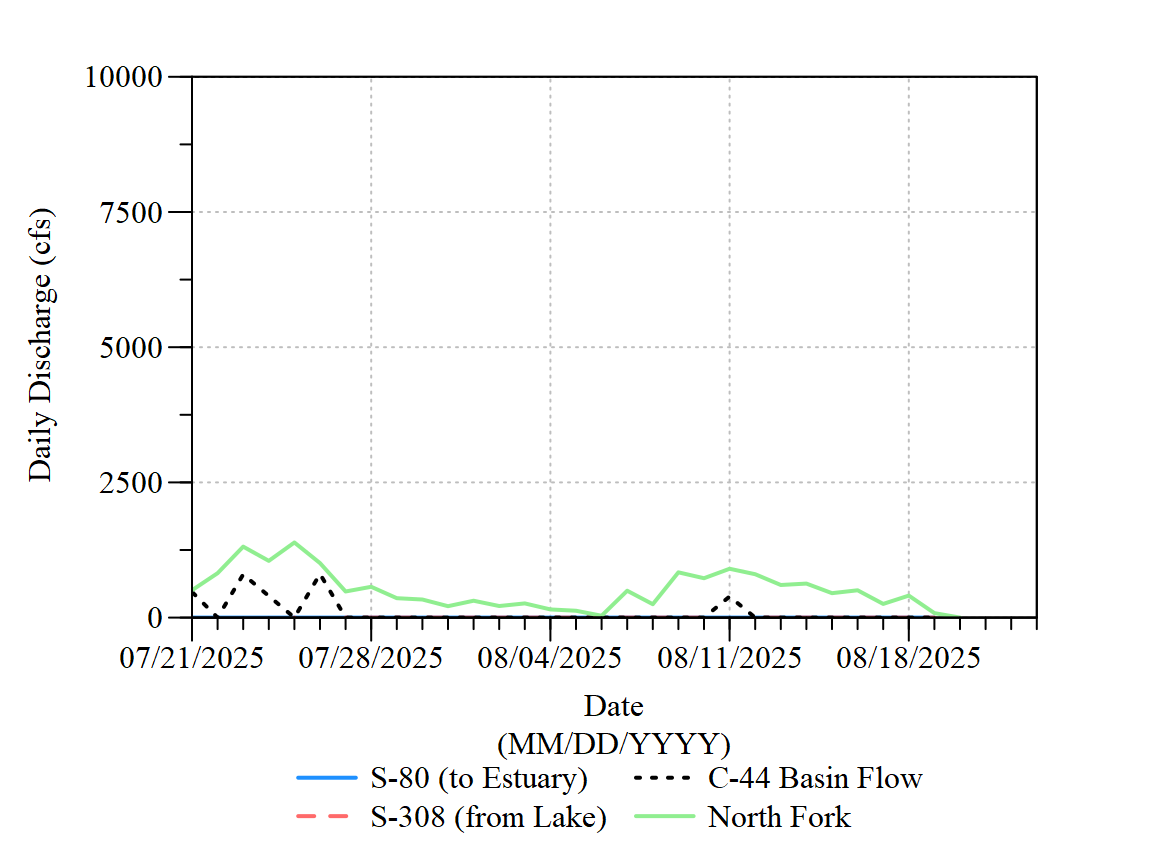 10000
7500
5000
2500
0
Daily Discharge (cfs)
07/21/2025 07/28/2025 08/04/2025 08/11/2025 08/18/2025
Date
(MM/DD/YYYY)
S-80 (to Estuary) C-44 Basin Flow
S-308 (from Lake) North Fork